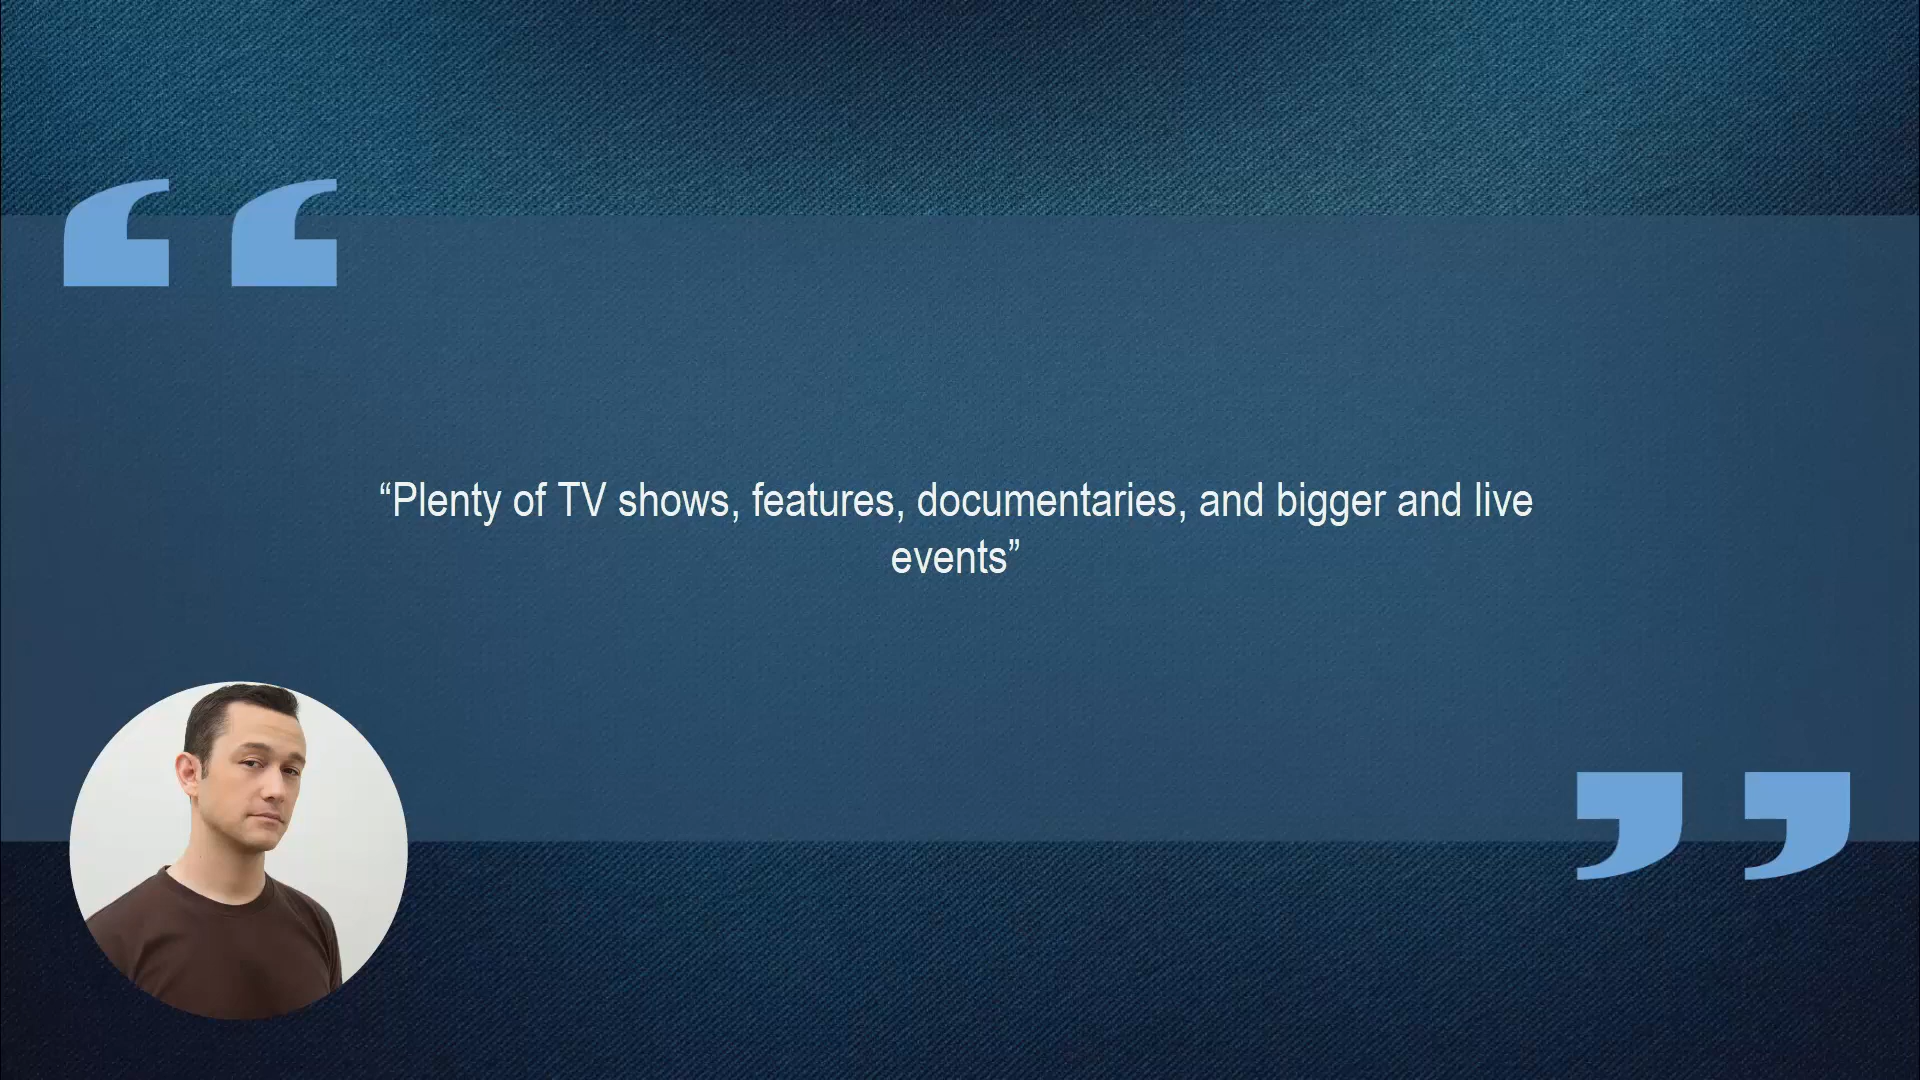 “Plenty of TV shows, features, documentaries, and bigger and live
events”